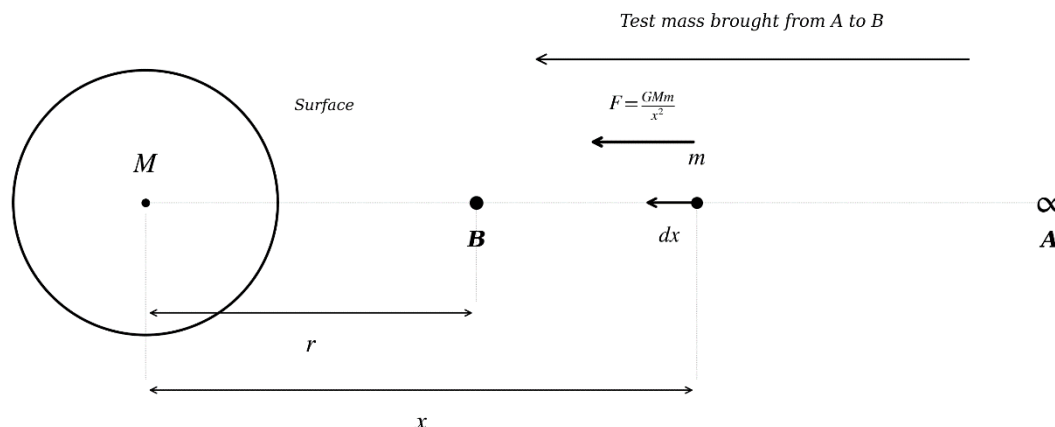 Test mass brought from A to B
Surface
F = GMm/x²
M
m
∝
B
dx
A
r
x